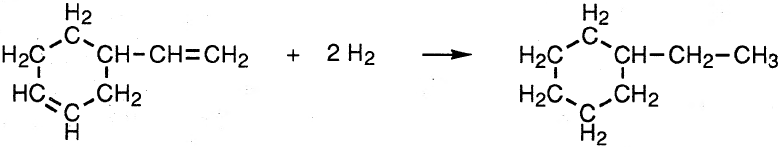 H2 H2
C C
H2C CH—CH=CH2 + 2 H2 → H2C CH—CH2—CH3
HC CH2 H2C CH2
C C
H H2